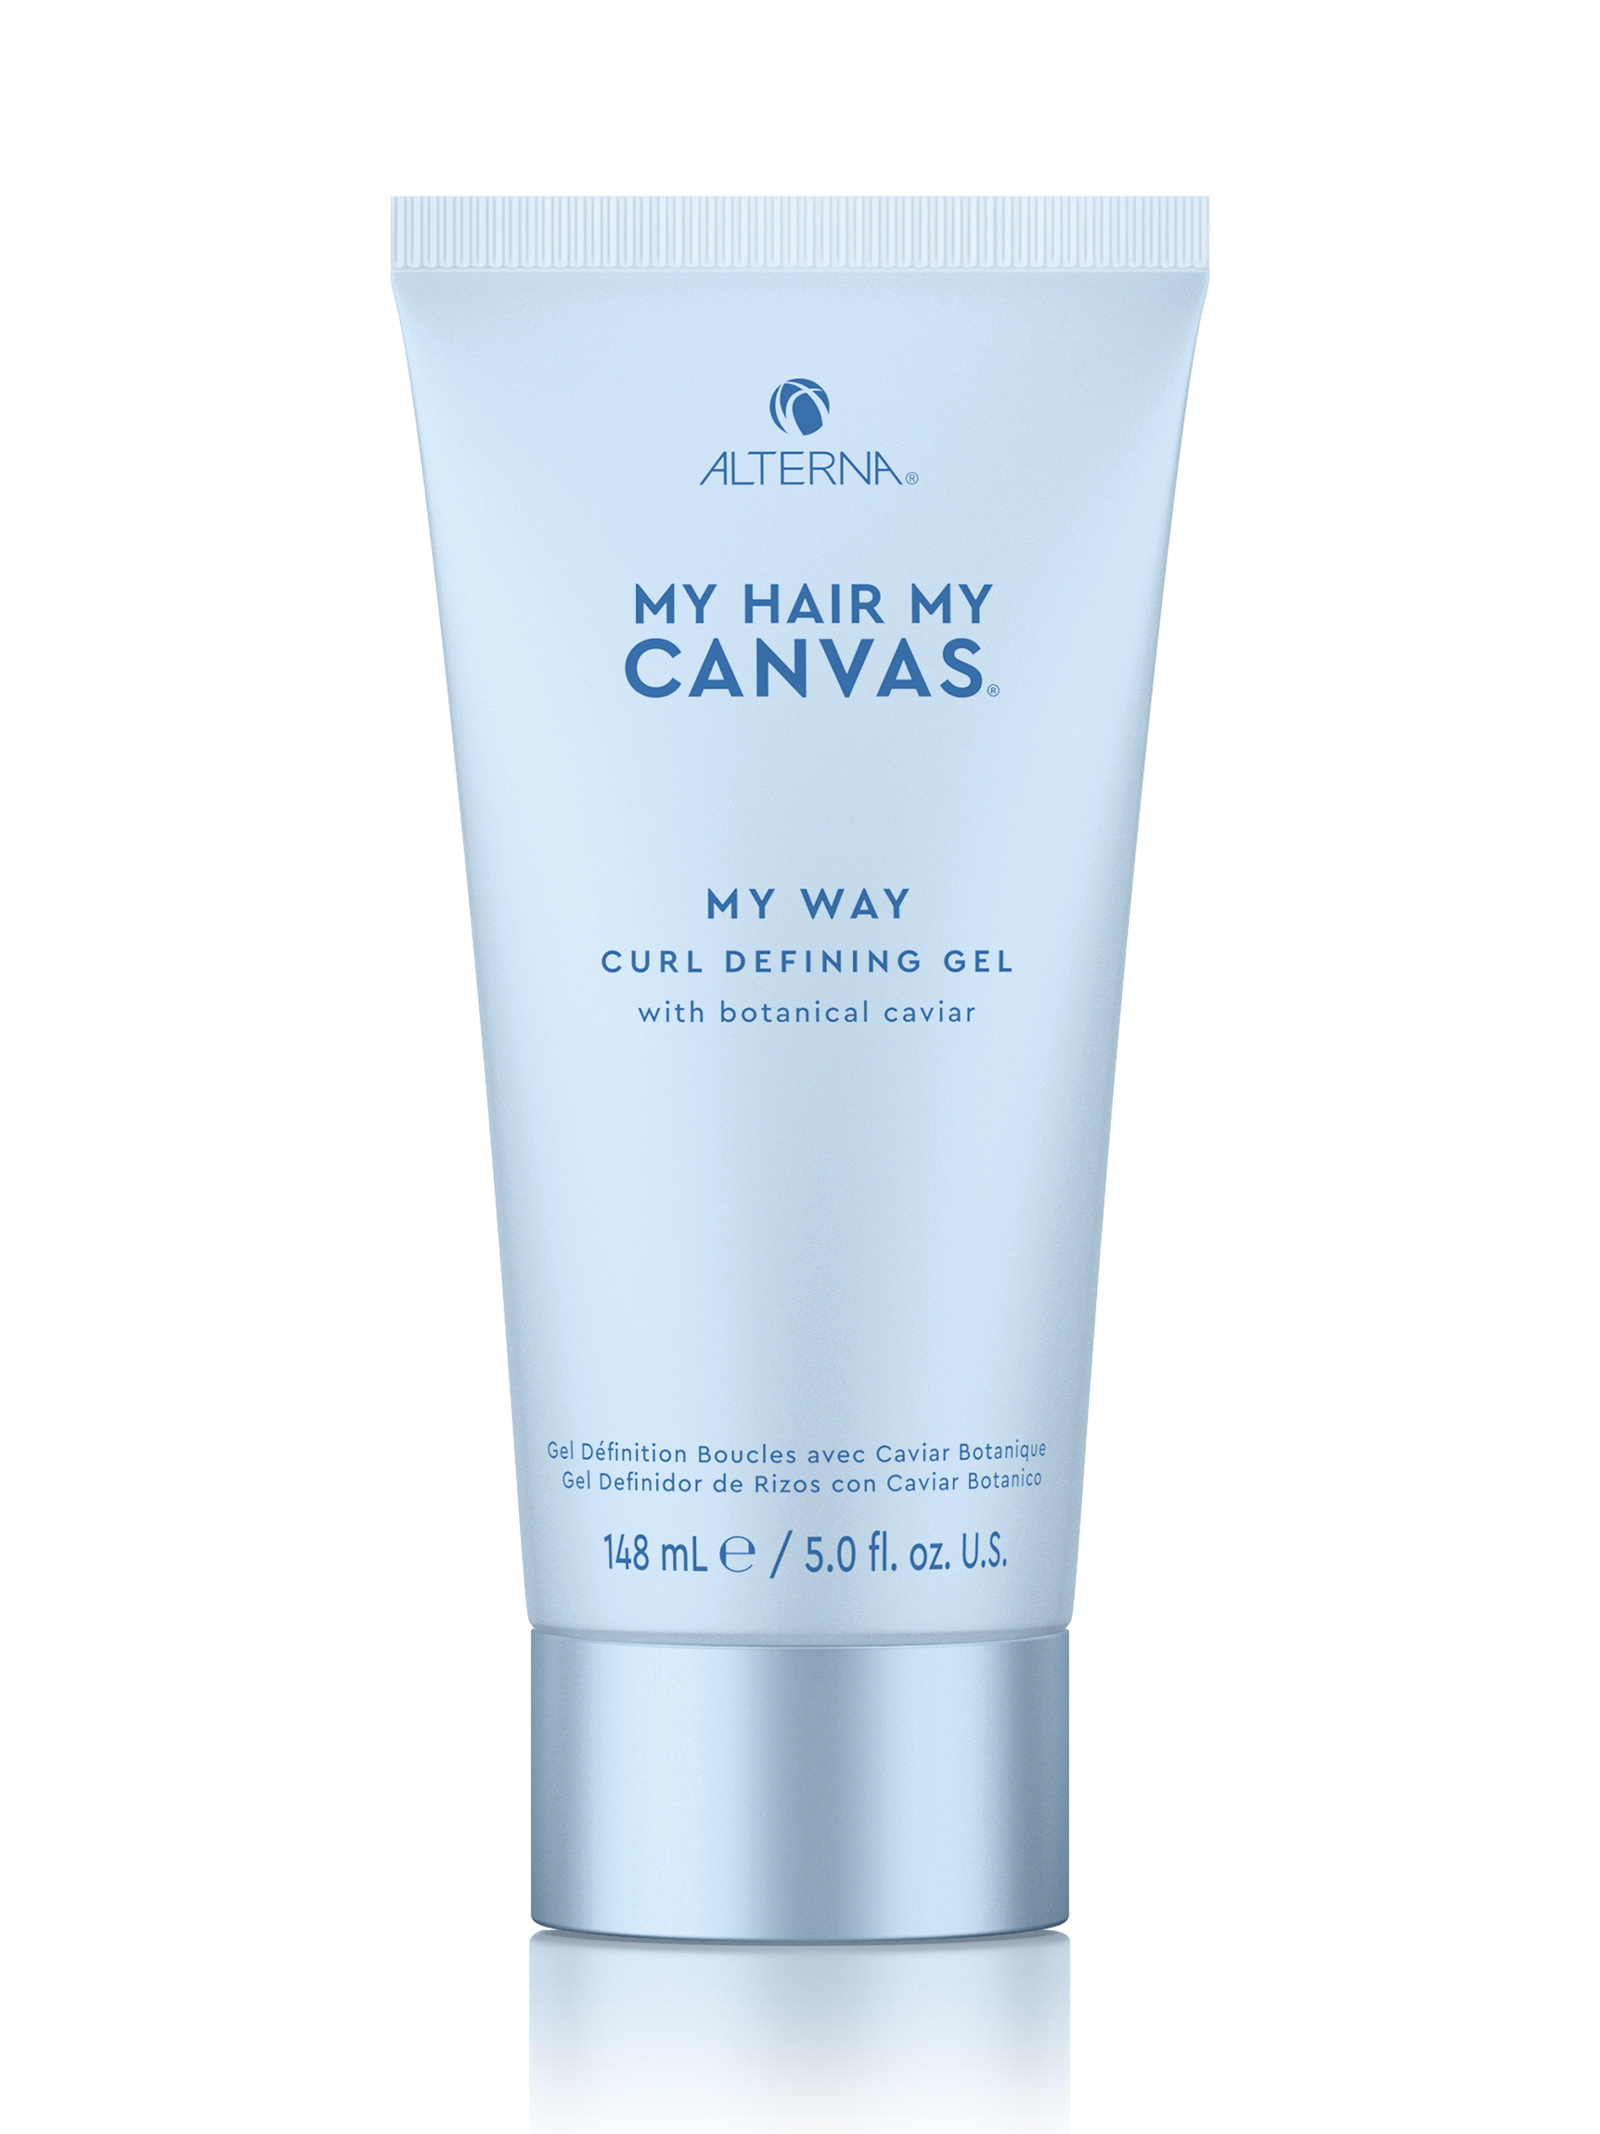 ALTERNA®
MY HAIR MY
CANVAS®
MY WAY
CURL DEFINING GEL
with botanical caviar
Gel Définition Boucles avec Caviar Botanique
Gel Definidor de Rizos con Caviar Botanico
148 mL ℮ / 5.0 fl. oz. U.S.